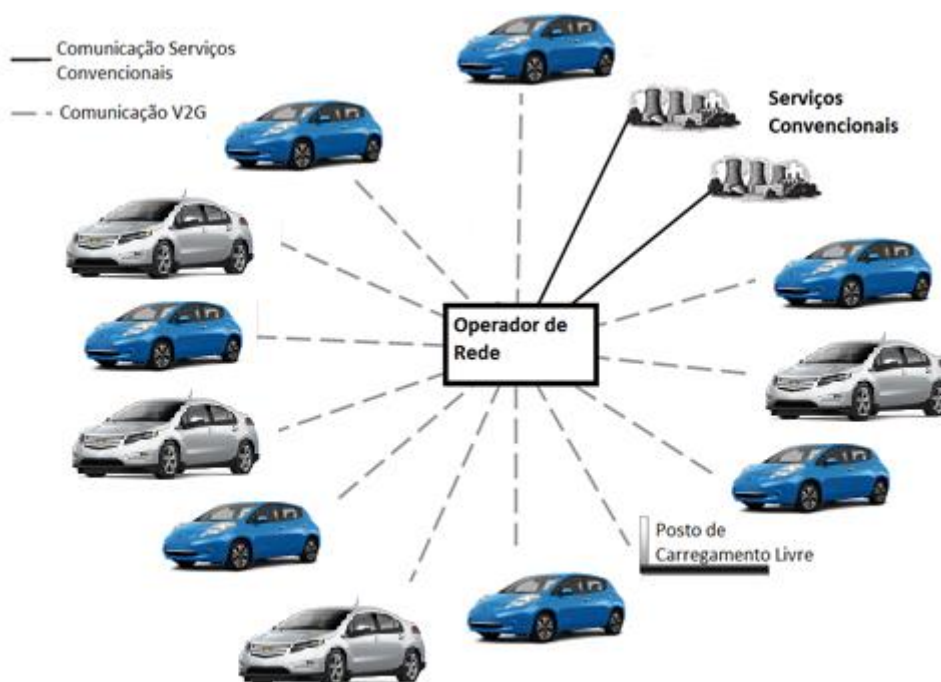 Comunicação Serviços
Convencionais
Comunicação V2G
Serviços
Convencionais
Operador de
Rede
Posto de
Carregamento Livre